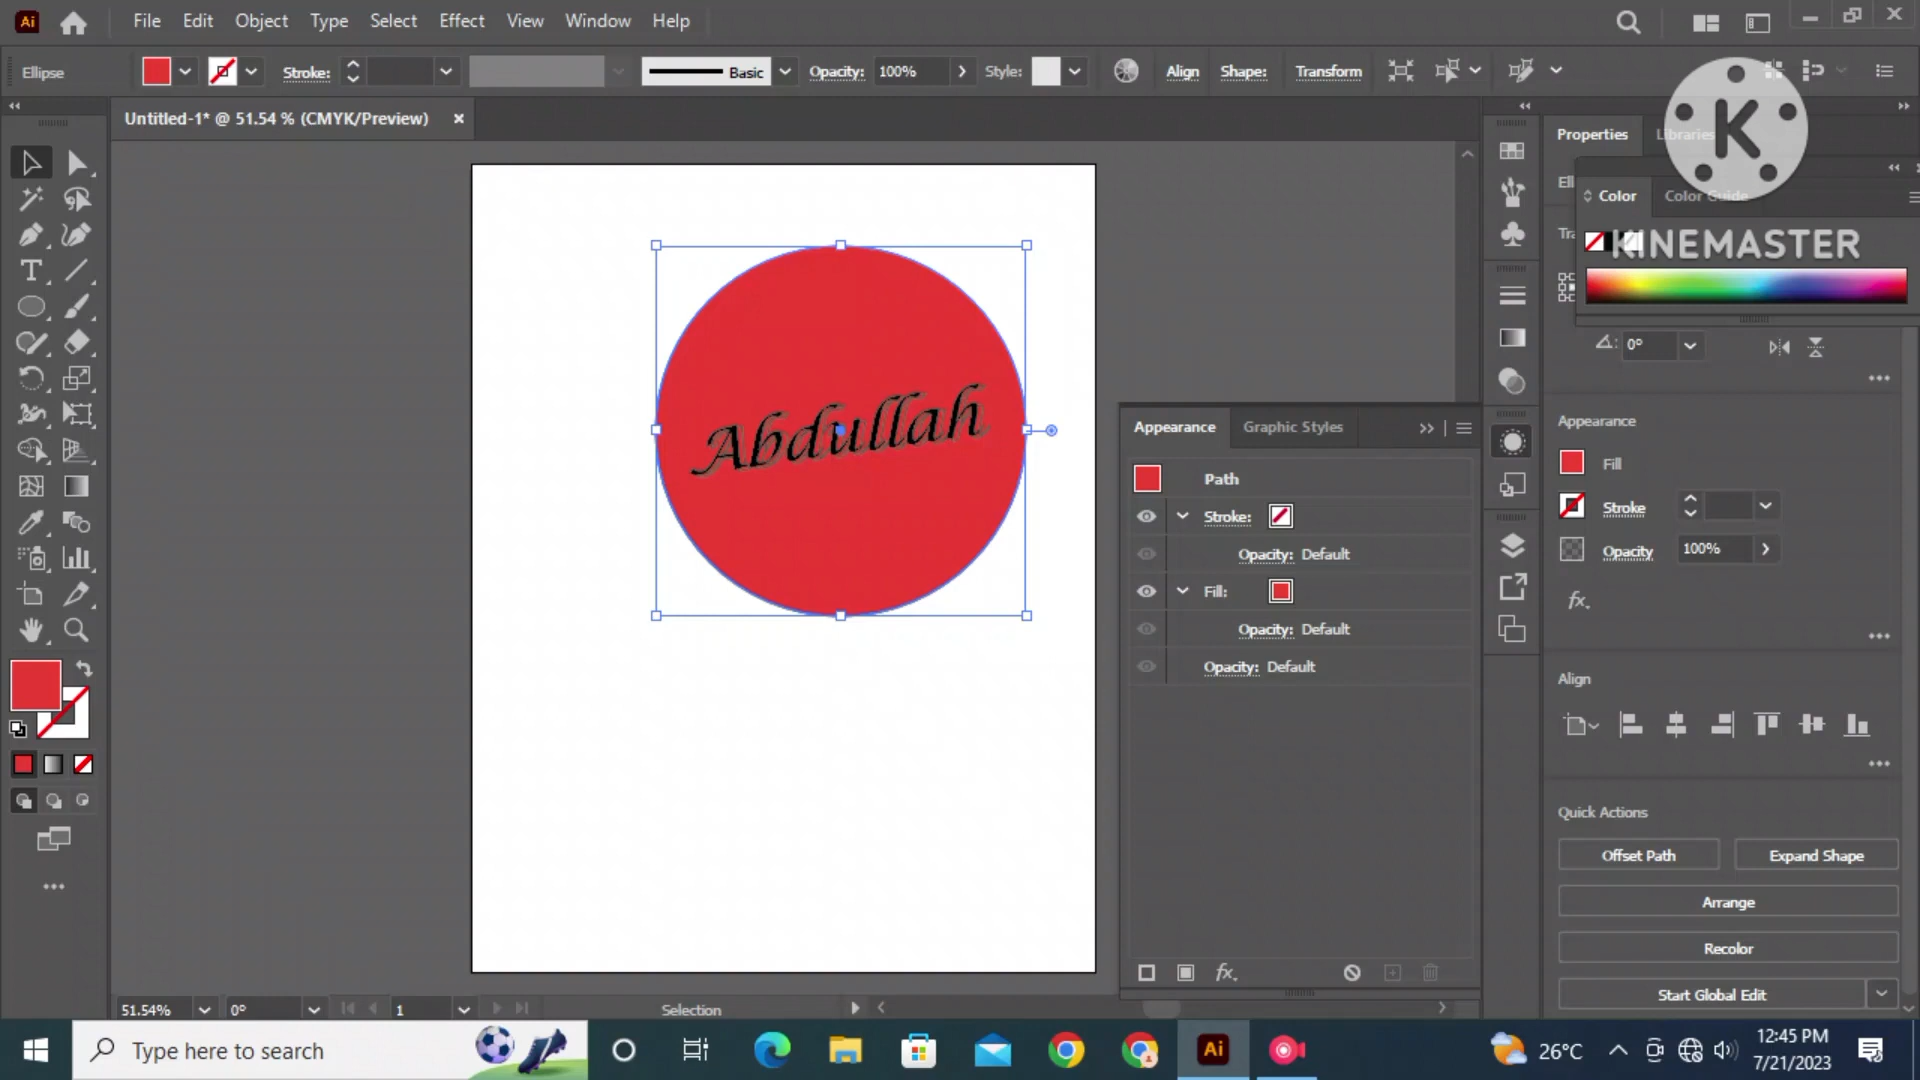 Ai File Edit Object Type Select Effect View Window Help
Ellipse Stroke: Basic Opacity: 100% Style: Align Shape: Transform
Untitled-1* @ 51.54 % (CMYK/Preview) ×
Properties Libraries
K
Color Color Guide
KINEMASTER
0°
Abdullah
Appearance Graphic Styles
Path
Stroke:
Opacity: Default
Fill:
Opacity: Default
Opacity: Default
fx.
Appearance
Fill
Stroke
Opacity 100%
fx.
Align
Quick Actions
Offset Path Expand Shape
Arrange
Recolor
Start Global Edit
51.54% 0° 1 Selection
Type here to search
Ai
26°C
12:45 PM
7/21/2023